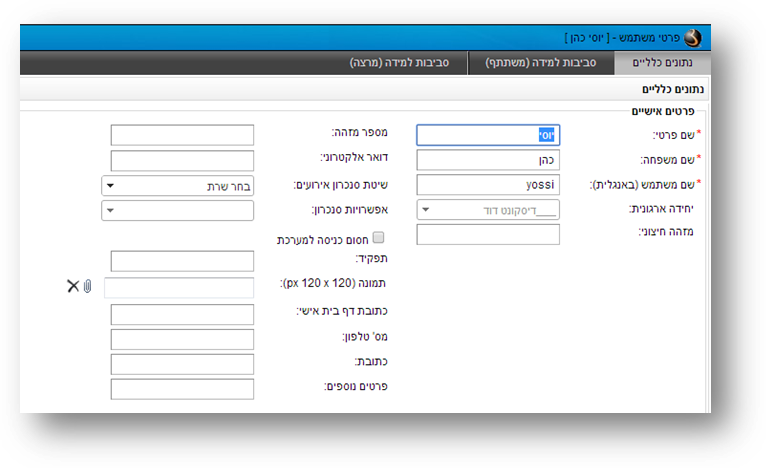 פרטי משתמש - [ יוסי כהן ]
נתונים כלליים סביבות למידה (משתתף) סביבות למידה (מרצה)
נתונים כלליים
פרטים אישיים
*שם פרטי: יוסי
*שם משפחה: כהן
*שם משתמש (באנגלית): yossi
יחידה ארגונית: ___דיסקונט דוד
מזהה חיצוני:
מספר מזהה:
דואר אלקטרוני:
שיטת סנכרון אירועים: בחר שרת
אפשרויות סנכרון:
חסום כניסה למערכת
תפקיד:
תמונה (120 x 120 px):
כתובת דף בית אישי:
מס' טלפון:
כתובת:
פרטים נוספים: